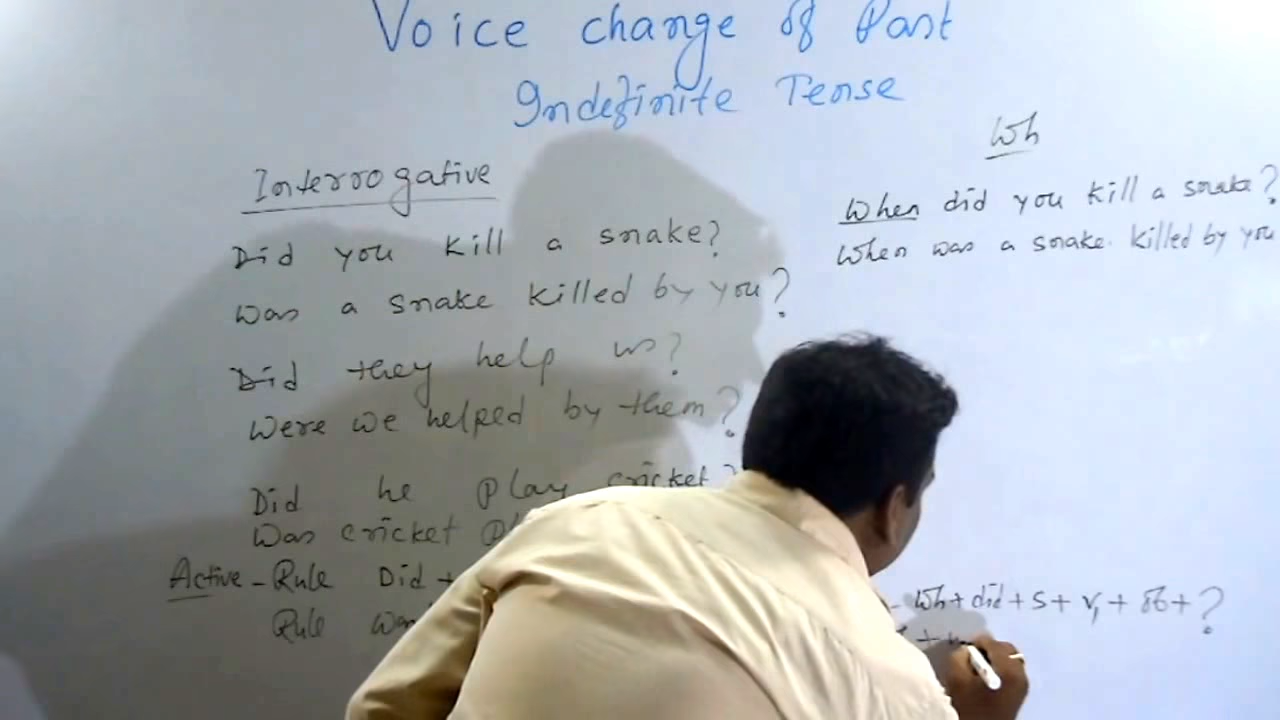 Voice change of Past
Indefinite Tense
Interrogative
Did you kill a snake?
Was a snake killed by you?
Did they help us?
Were we helped by them?
Did he play cricket?
Was cricket
Active - Rule Did +
Rule
Wh
When did you kill a snake?
When was a snake killed by you
Wh + did + S + V1 + ob + ?